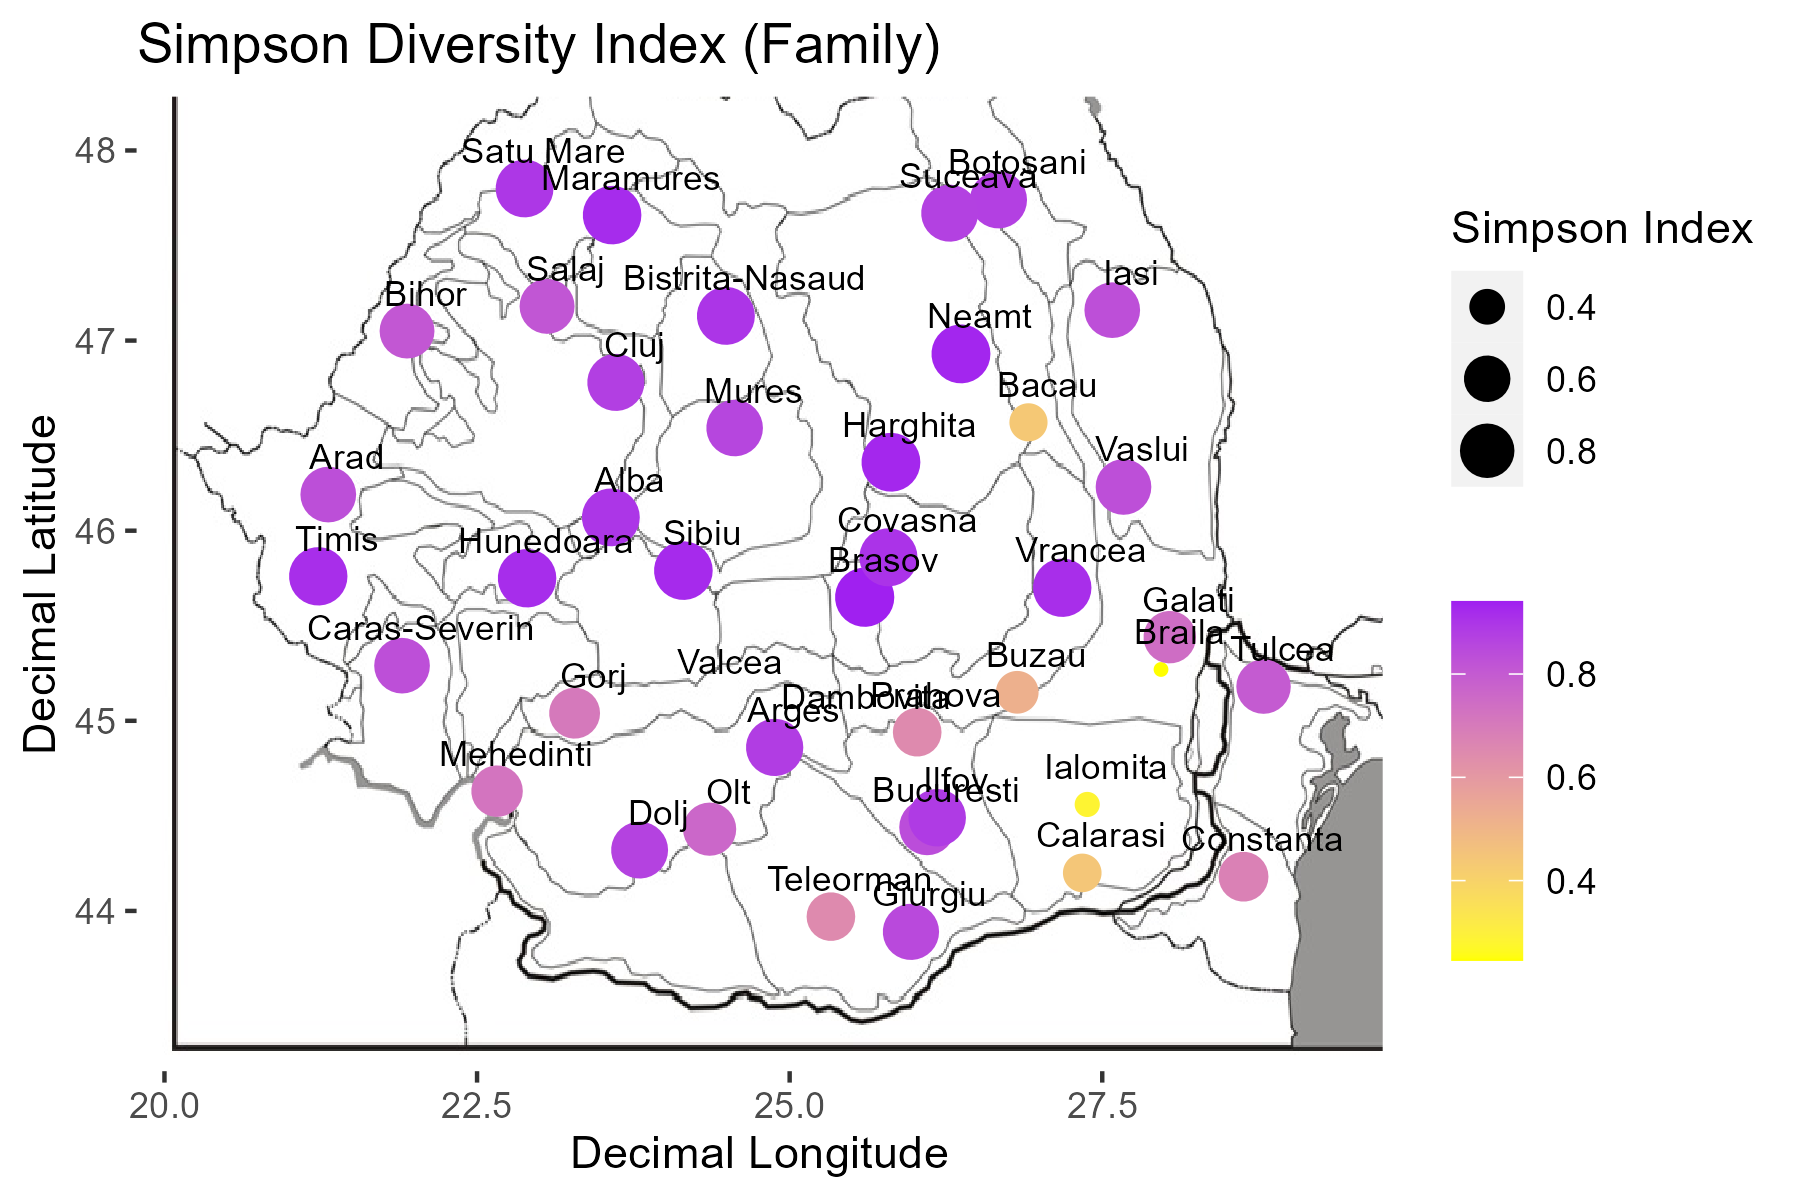 Simpson Diversity Index (Family)
48
47
46
45
44
Decimal Latitude
Satu Mare
Maramures
Botosani
Suceava
Salaj
Bihor
Bistrita-Nasaud
Iasi
Neamt
Cluj
Mures
Bacau
Harghita
Vaslui
Arad
Alba
Timis
Hunedoara
Sibiu
Covasna
Brasov
Vrancea
Galati
Braila
Tulcea
Caras-Severin
Gorj
Valcea
Buzau
Dambovita
Prahova
Arges
Mehedinti
Ialomita
Ilfov
Bucuresti
Olt
Dolj
Calarasi
Constanta
Teleorman
Giurgiu
20.0
22.5
25.0
27.5
Decimal Longitude
Simpson Index
0.4
0.6
0.8
0.8
0.6
0.4